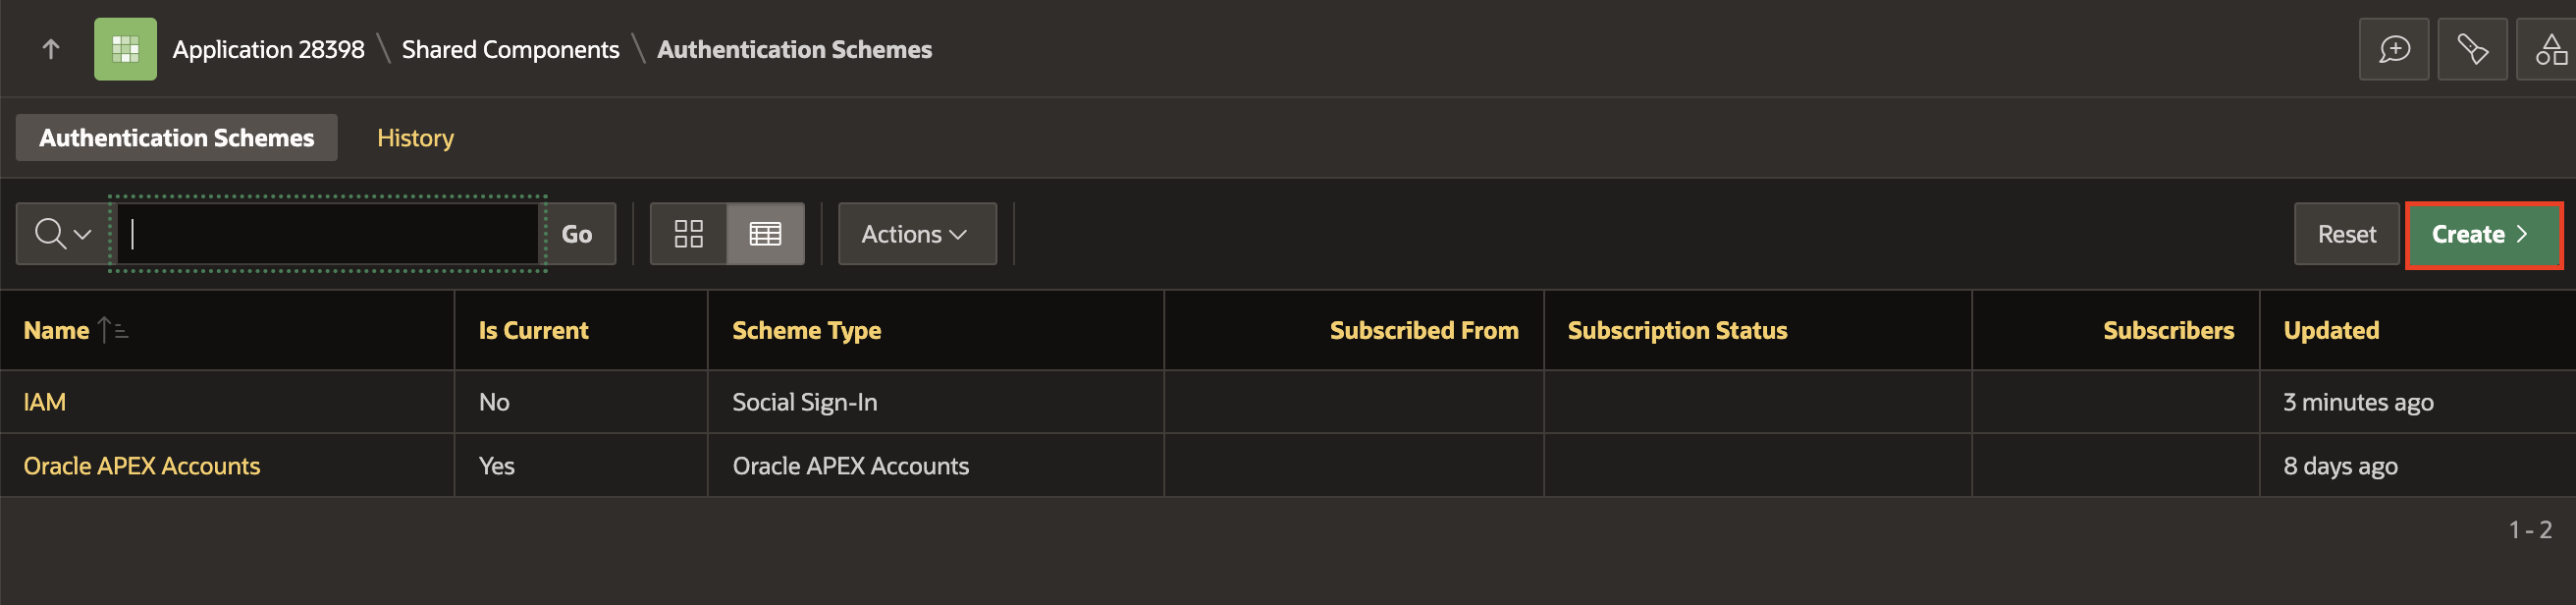 Application 28398 \ Shared Components \ Authentication Schemes
Authentication Schemes History
Go Actions Reset Create
Name Is Current Scheme Type Subscribed From Subscription Status Subscribers Updated
IAM No Social Sign-In 3 minutes ago
Oracle APEX Accounts Yes Oracle APEX Accounts 8 days ago
1 - 2